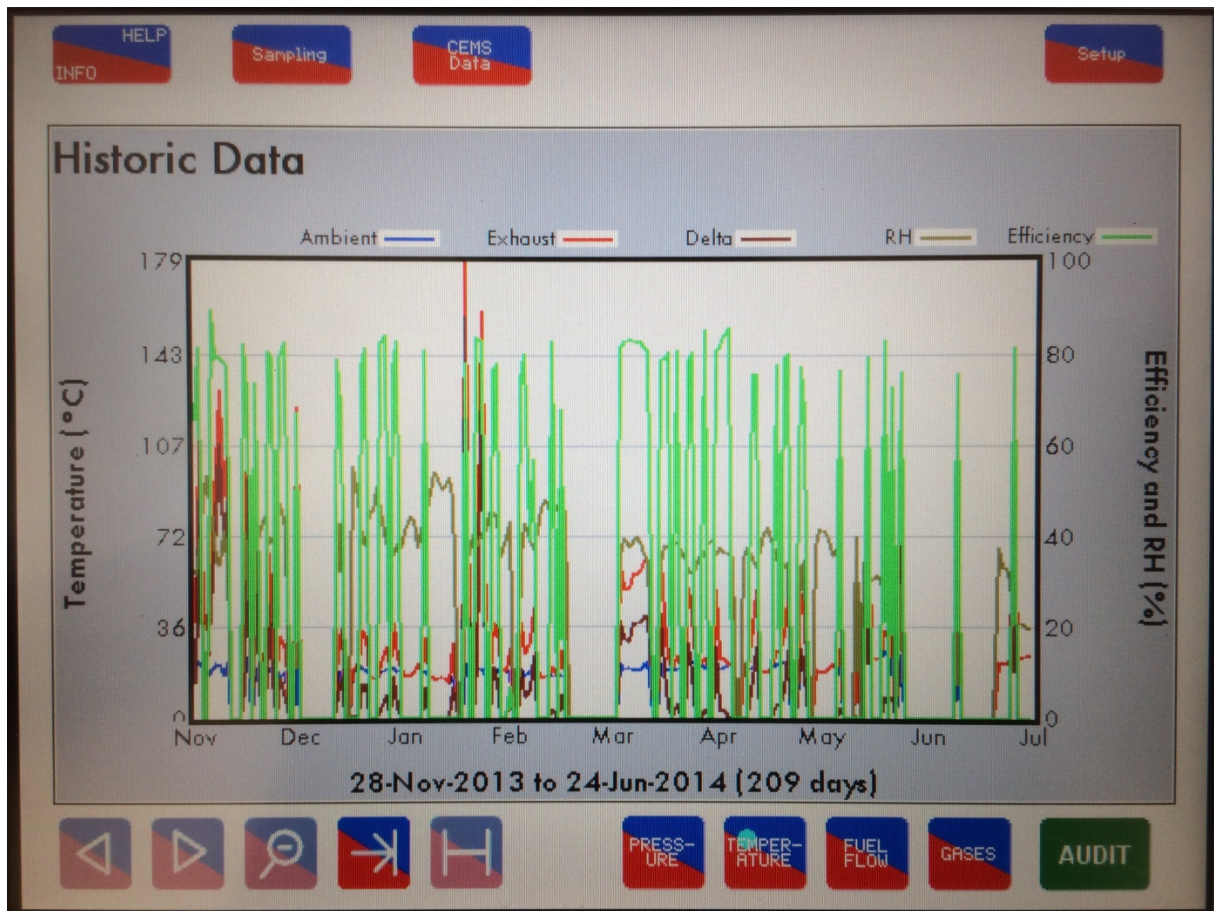 HELP
INFO
Sampling
CEMS
Data
Setup
Historic Data
Ambient Exhaust Delta RH Efficiency
179
143
107
72
36
0
Temperature (°C)
100
80
60
40
20
0
Efficiency and RH (%)
Nov Dec Jan Feb Mar Apr May Jun Jul
28-Nov-2013 to 24-Jun-2014 (209 days)
PRESS-
URE
TEMPER-
ATURE
FUEL
FLOW
GASES
AUDIT